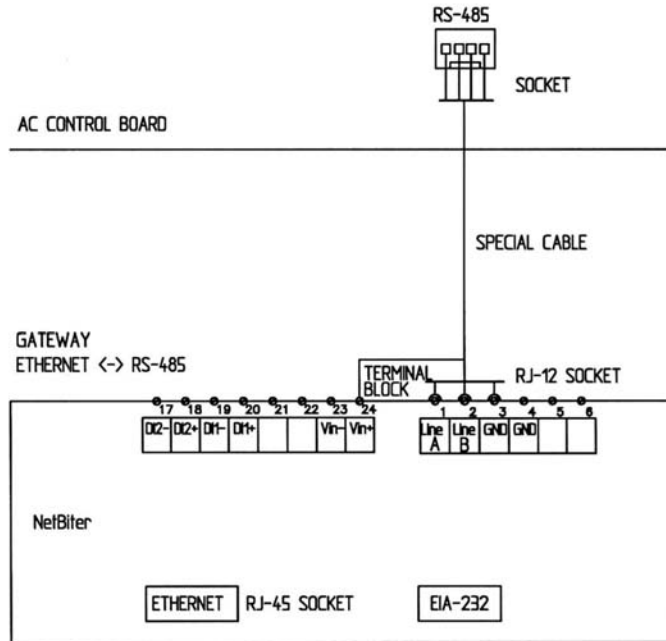 RS-485
SOCKET
AC CONTROL BOARD
SPECIAL CABLE
GATEWAY
ETHERNET <-> RS-485
TERMINAL BLOCK
RJ-12 SOCKET
17 18 19 20 21 22 23 24
1 2 3 4 5 6
DI2- DI2+ DI1- DI1+ Vin- Vin+
Line A Line B GND GND
NetBiter
ETHERNET RJ-45 SOCKET
EIA-232